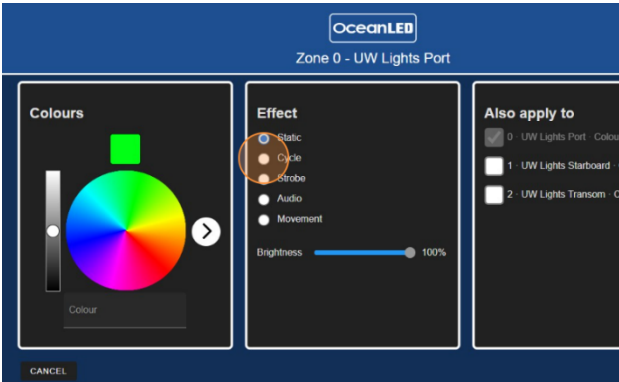 OceanLED
Zone 0 - UW Lights Port
Colours
Colour
Effect
Static
Cycle
Strobe
Audio
Movement
Brightness 100%
Also apply to
0 - UW Lights Port · Colou
1 - UW Lights Starboard ·
2 - UW Lights Transom · C
CANCEL